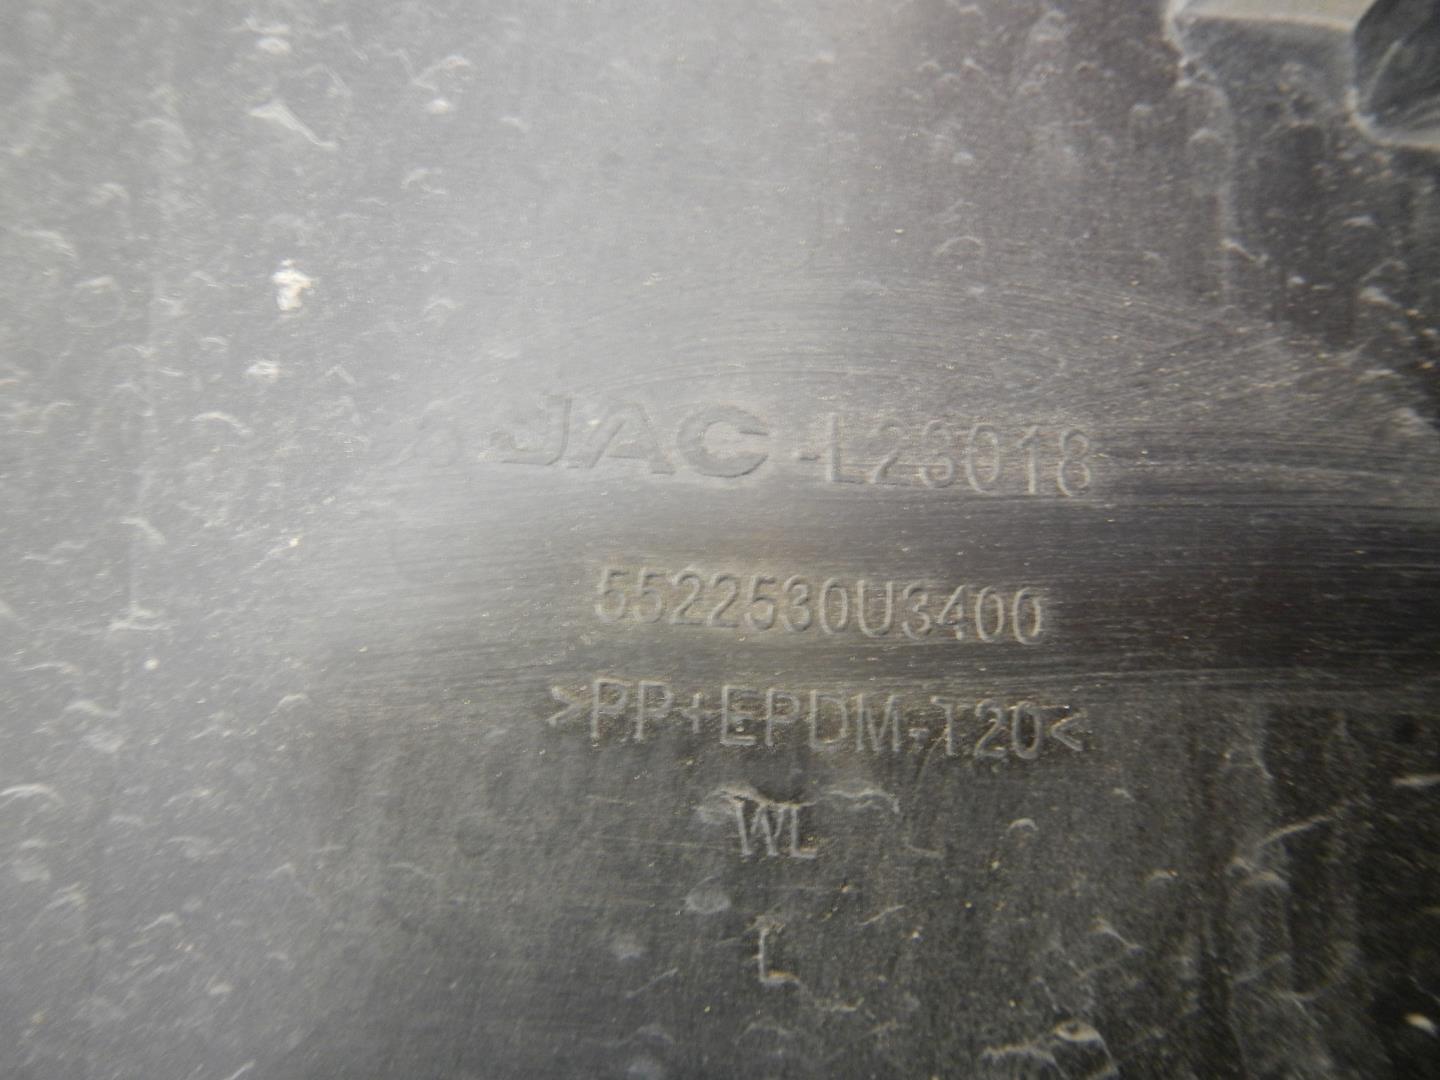 JAC-L23018
5522530U3400
>PP+EPDM-T20<
WL
L